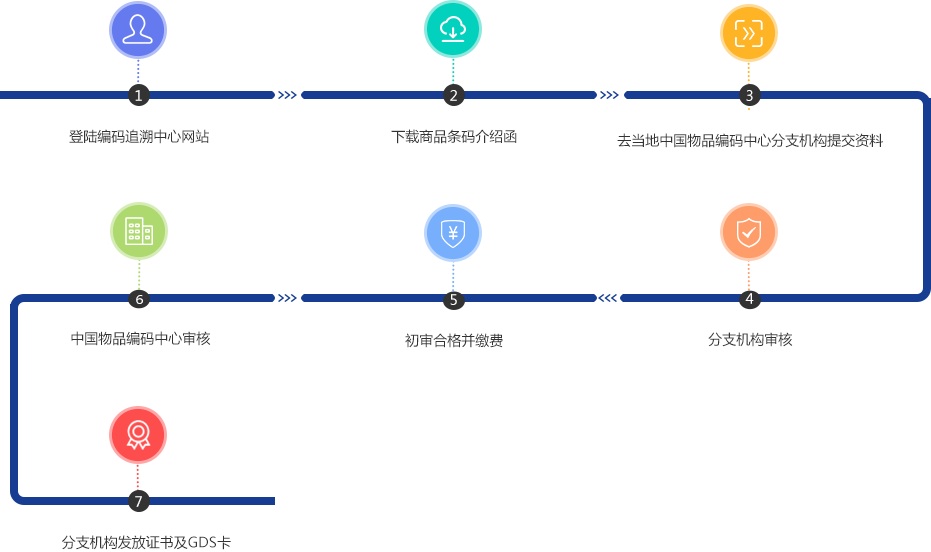 1
2
3
登陆编码追溯中心网站
下载商品条码介绍函
去当地中国物品编码中心分支机构提交资料
¥
6
5
4
中国物品编码中心审核
初审合格并缴费
分支机构审核
7
分支机构发放证书及GDS卡